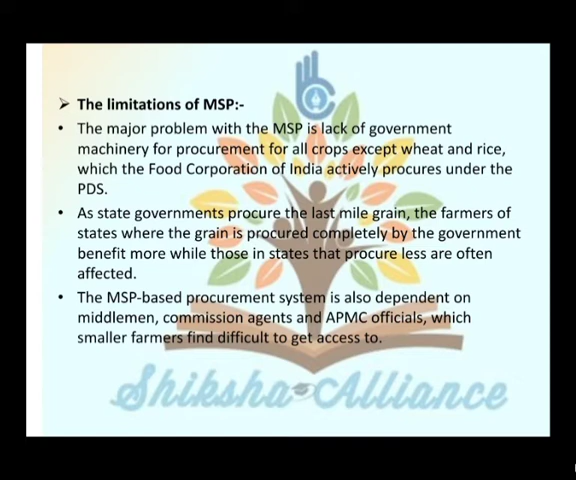 ➢ The limitations of MSP:-
• The major problem with the MSP is lack of government
machinery for procurement for all crops except wheat and rice,
which the Food Corporation of India actively procures under the
PDS.
• As state governments procure the last mile grain, the farmers of
states where the grain is procured completely by the government
benefit more while those in states that procure less are often
affected.
• The MSP-based procurement system is also dependent on
middlemen, commission agents and APMC officials, which
smaller farmers find difficult to get access to.
Shiksha Alliance